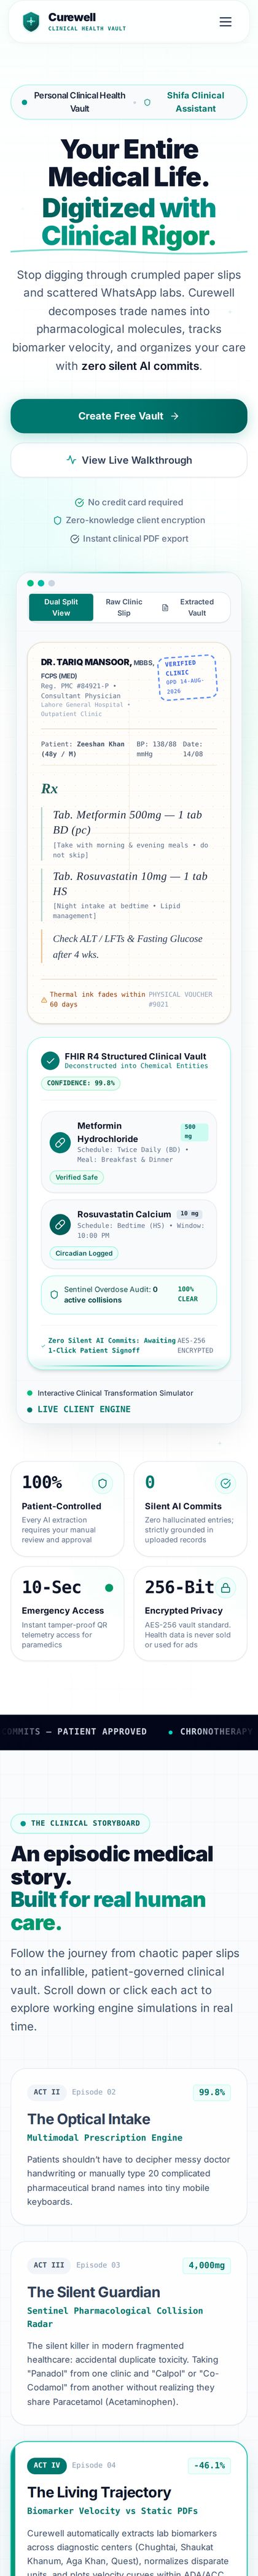 Curewell
CLINICAL HEALTH VAULT
Personal Clinical Health
Vault
•
Shifa Clinical
Assistant
Your Entire
Medical Life.
Digitized with
Clinical Rigor.
Stop digging through crumpled paper slips
and scattered WhatsApp labs. Curewell
decomposes trade names into
pharmacological molecules, tracks
biomarker velocity, and organizes your care
with zero silent AI commits.
Create Free Vault →
View Live Walkthrough
No credit card required
Zero-knowledge client encryption
Instant clinical PDF export
Dual Split
View
Raw Clinic
Slip
Extracted
Vault
DR. TARIQ MANSOOR, MBBS,
FCPS (MED)
Reg. PMC #84921-P •
Consultant Physician
Lahore General Hospital •
Outpatient Clinic
VERIFIED
CLINIC
OPD 14-AUG-
2026
Patient: Zeeshan Khan
(48y / M)
BP: 138/88
mmHg
Date:
14/08
Rx
Tab. Metformin 500mg — 1 tab
BD (pc)
[Take with morning & evening meals • do
not skip]
Tab. Rosuvastatin 10mg — 1 tab
HS
[Night intake at bedtime • Lipid
management]
Check ALT / LFTs & Fasting Glucose
after 4 wks.
Thermal ink fades within
60 days
PHYSICAL VOUCHER
#9821
FHIR R4 Structured Clinical Vault
Deconstructed into Chemical Entities
CONFIDENCE: 99.8%
Metformin
Hydrochloride
500
mg
Schedule: Twice Daily (BD) •
Meal: Breakfast & Dinner
Verified Safe
Rosuvastatin Calcium
10 mg
Schedule: Bedtime (HS) • Window:
10:00 PM
Circadian Logged
Sentinel Overdose Audit: 0
active collisions
100%
CLEAR
Zero Silent AI Commits: Awaiting
1-Click Patient Signoff
AES-256
ENCRYPTED
Interactive Clinical Transformation Simulator
LIVE CLIENT ENGINE
100%
Patient-Controlled
Every AI extraction
requires your manual
review and approval
0
Silent AI Commits
Zero hallucinated entries;
strictly grounded in
uploaded records
10-Sec
Emergency Access
Instant tamper-proof QR
telemetry access for
paramedics
256-Bit
Encrypted Privacy
AES-256 vault standard.
Health data is never sold
or used for ads
COMMITS — PATIENT APPROVED • CHRONOTHERAPY
THE CLINICAL STORYBOARD
An episodic medical
story.
Built for real human
care.
Follow the journey from chaotic paper slips
to an infallible, patient-governed clinical
vault. Scroll down or click each act to
explore working engine simulations in real
time.
ACT II
Episode 02
99.8%
The Optical Intake
Multimodal Prescription Engine
Patients shouldn't have to decipher messy doctor
handwriting or manually type 20 complicated
pharmaceutical brand names into tiny mobile
keyboards.
ACT III
Episode 03
4,000mg
The Silent Guardian
Sentinel Pharmacological Collision
Radar
The silent killer in modern fragmented
healthcare: accidental duplicate toxicity. Taking
"Panadol" from one clinic and "Calpol" or "Co-
Codamol" from another without realizing they
share Paracetamol (Acetaminophen).
ACT IV
Episode 04
-46.1%
The Living Trajectory
Biomarker Velocity vs Static PDFs
Curewell automatically extracts lab biomarkers
across diagnostic centers (Chughtai, Shaukat
Khanum, Aga Khan, Quest), normalizes disparate
units, and plots velocity curves within ADA/ACC